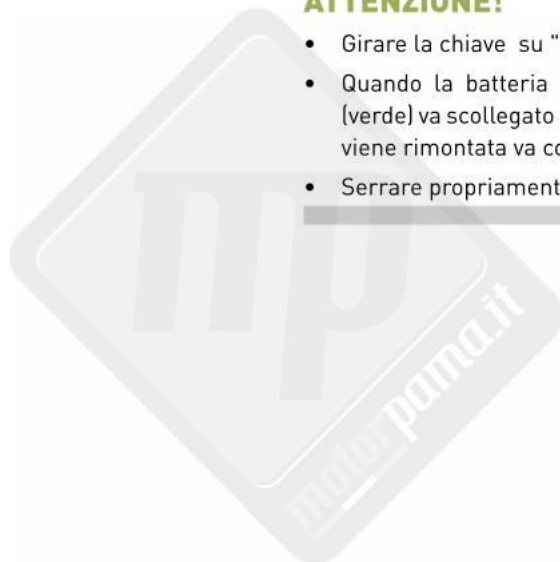 ATTENZIONE!
• Girare la chiave su "
• Quando la batteria
(verde) va scollegato
viene rimontata va co
• Serrare propriament
mp
motorpama.it